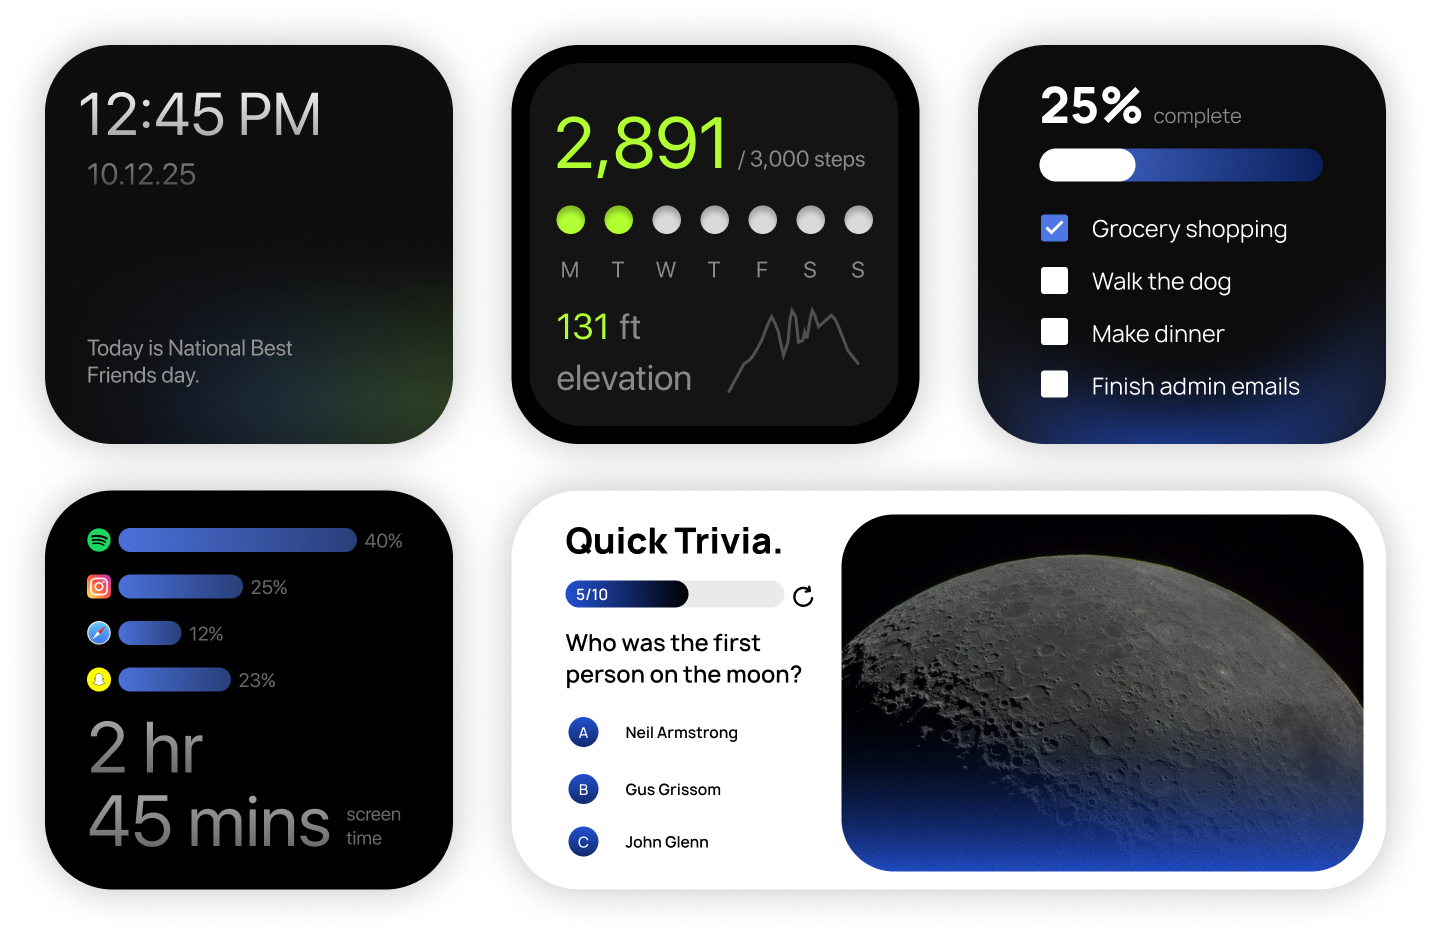 12:45 PM
10.12.25
Today is National Best
Friends day.
2,891 / 3,000 steps
M T W T F S S
131 ft
elevation
25% complete
Grocery shopping
Walk the dog
Make dinner
Finish admin emails
40%
25%
12%
23%
2 hr
45 mins screen
time
Quick Trivia.
5/10
Who was the first
person on the moon?
A Neil Armstrong
B Gus Grissom
C John Glenn